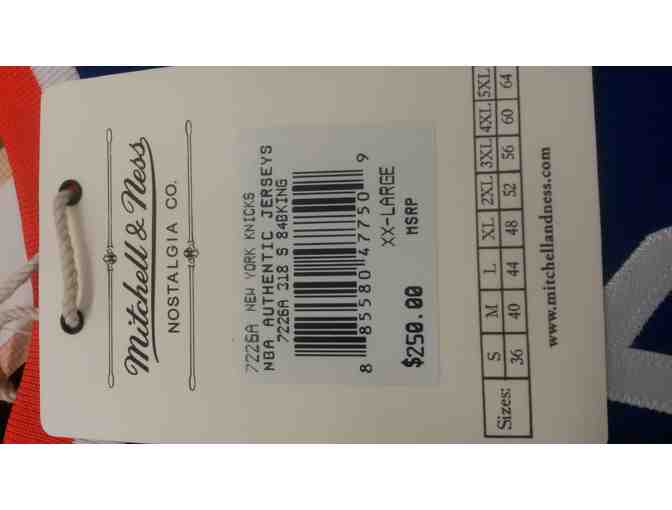 Mitchell & Ness
NOSTALGIA CO.
7226A NEW YORK KNICKS
NBA AUTHENTIC JERSEYS
7226A 318 S 84BKING
8 85580 47750 9
XX-LARGE
$250.00 MSRP
Sizes: S M L XL 2XL 3XL 4XL 5XL
36 40 44 48 52 56 60 64
www.mitchellandness.com